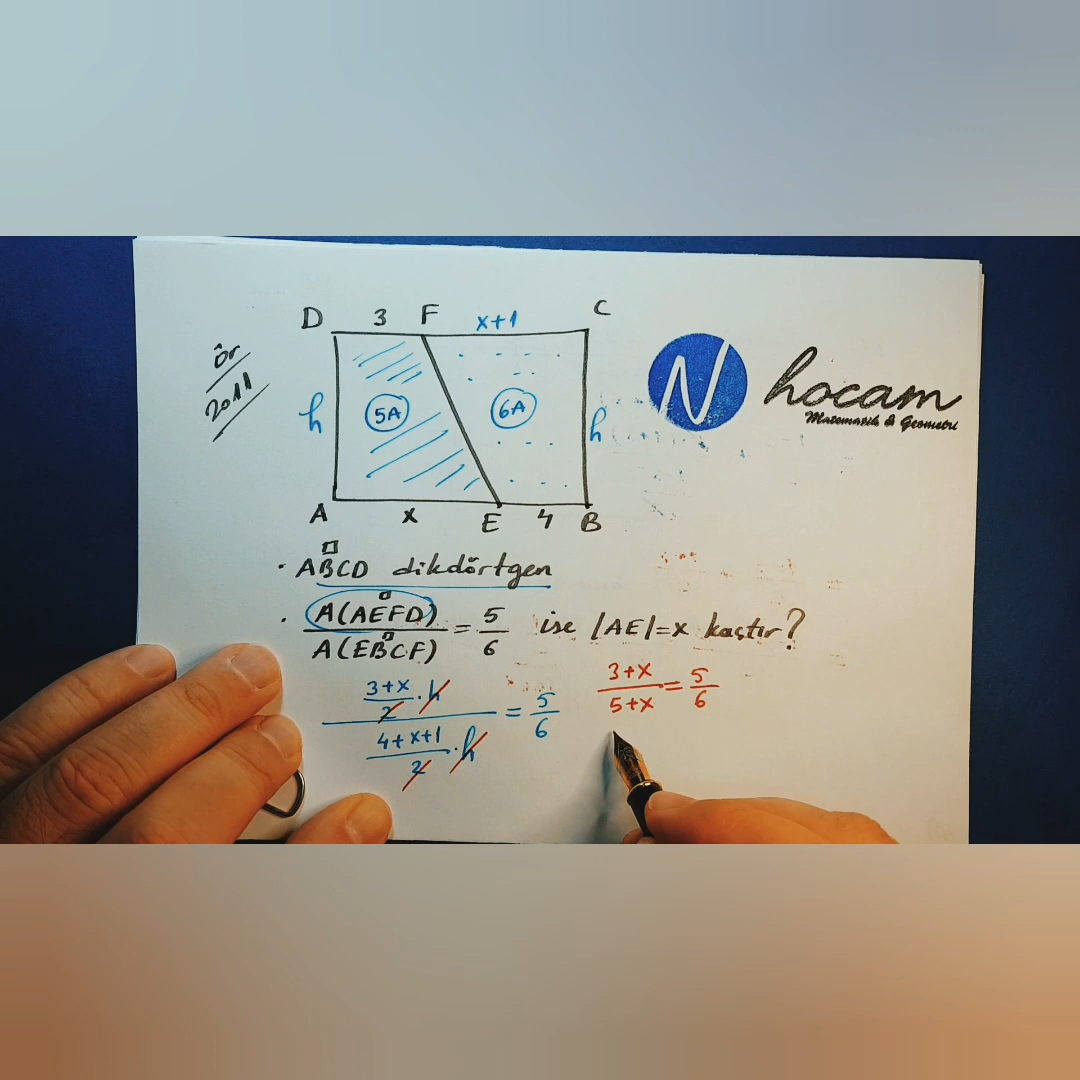 Ör
2011
D 3 F x+1 C
h 5A 6A h
A x E 4 B
N hocam
Matematik & Geometri
· ABCD dikdörtgen
· A(AEFD) / A(EBCF) = 5/6 ise |AE|=x kaçtır?
3+x/2 · h / 4+x+1/2 · h = 5/6
3+x / 5+x = 5/6